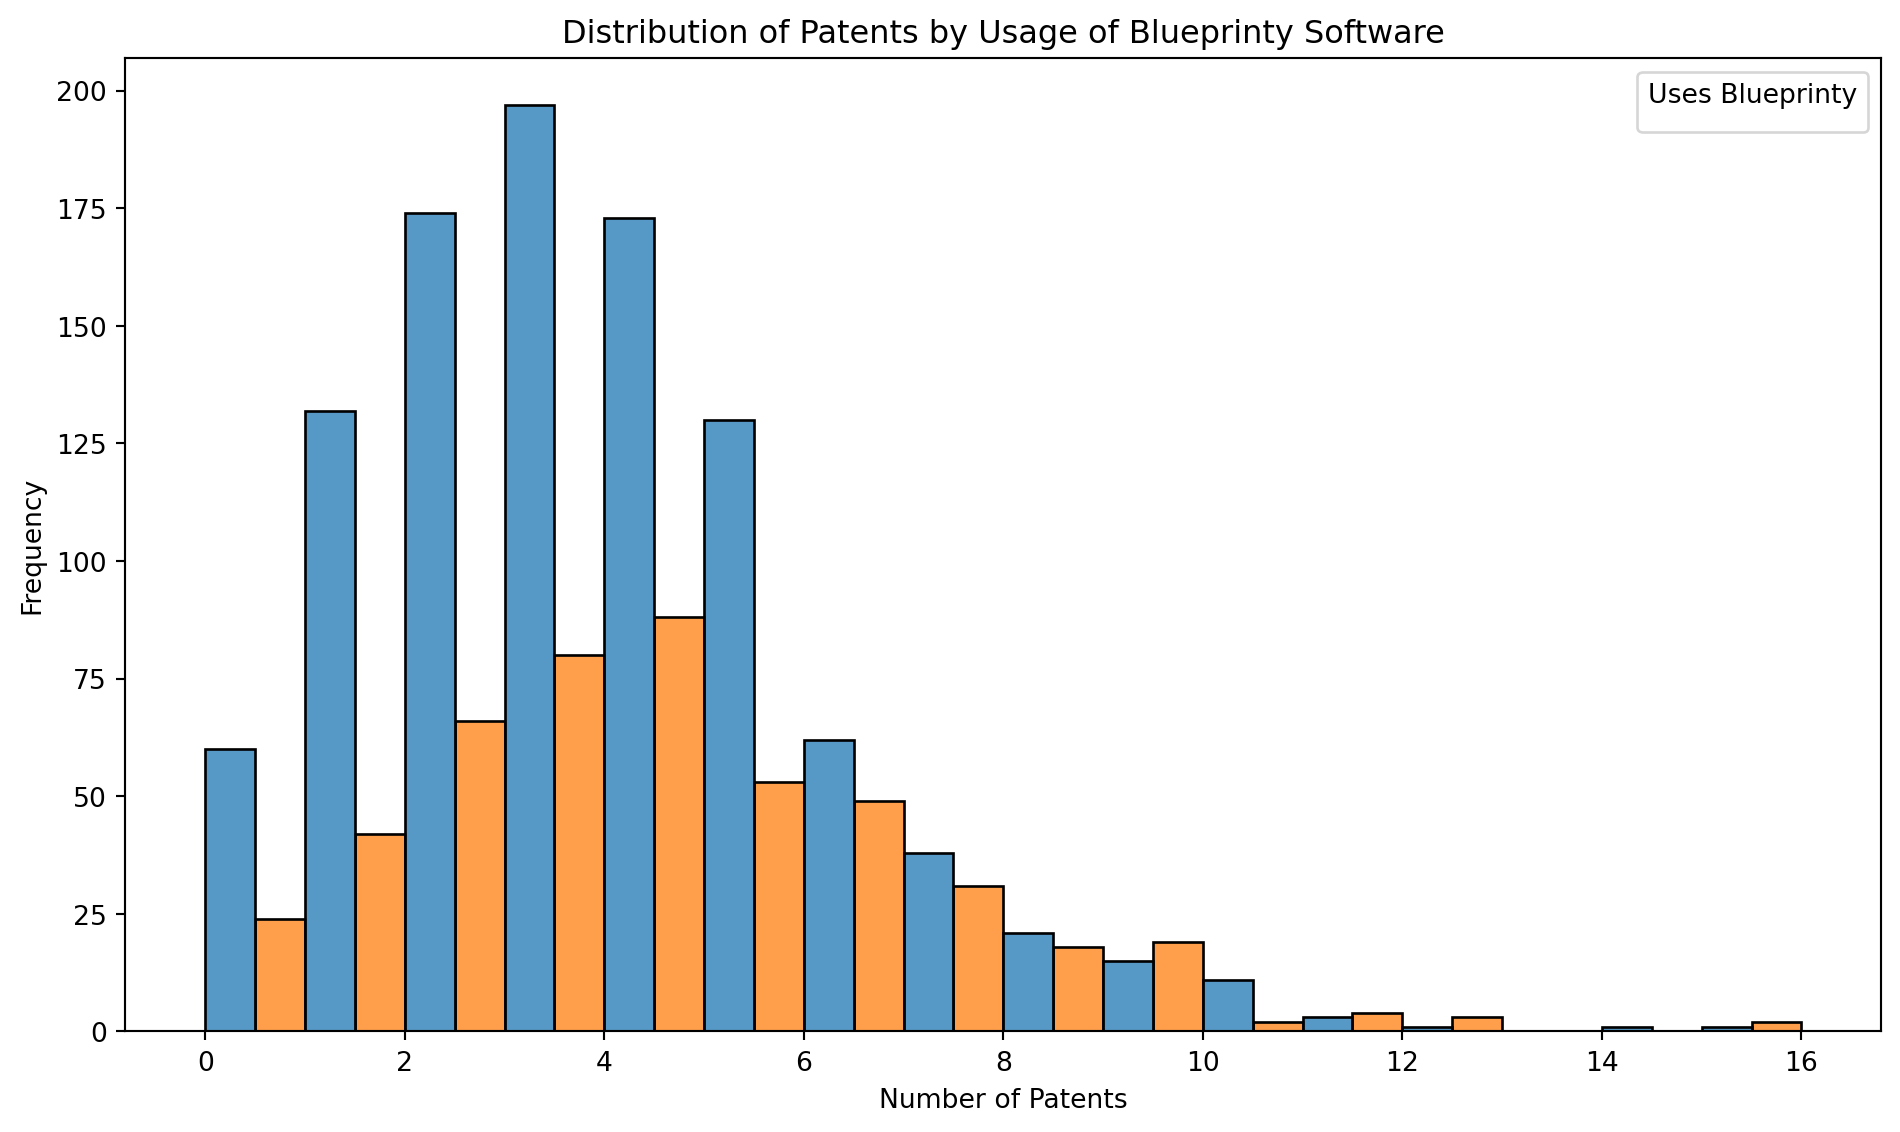 Distribution of Patents by Usage of Blueprinty Software
Uses Blueprinty
200
175
150
125
100
75
50
25
0
Frequency
0 2 4 6 8 10 12 14 16
Number of Patents